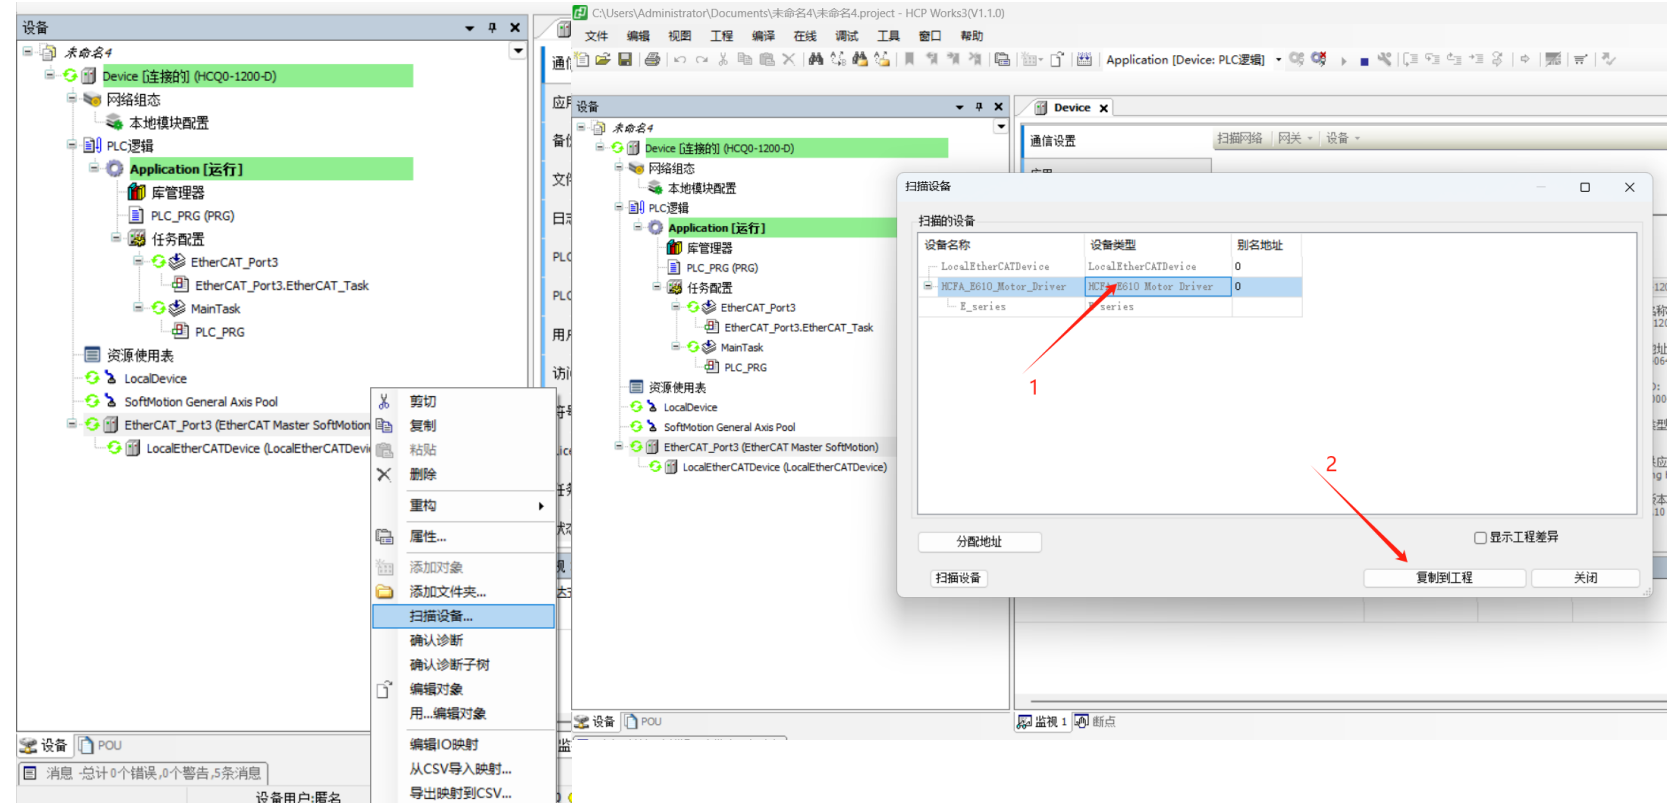 设备
未命名4
Device [连接的] (HCQ0-1200-D)
网络组态
本地模块配置
PLC逻辑
Application [运行]
库管理器
PLC_PRG (PRG)
任务配置
EtherCAT_Port3
EtherCAT_Port3.EtherCAT_Task
MainTask
PLC_PRG
资源使用表
LocalDevice
SoftMotion General Axis Pool
EtherCAT_Port3 (EtherCAT Master SoftMotion
LocalEtherCATDevice (LocalEtherCATDevi
剪切
复制
粘贴
删除
重构
属性...
添加对象
添加文件夹...
扫描设备...
确认诊断
确认诊断子树
编辑对象
用...编辑对象
编辑IO映射
从CSV导入映射...
导出映射到CSV...
设备
POU
消息 -总计0个错误,0个警告,5条消息
设备用户:匿名
C:\Users\Administrator\Documents\未命名4\未命名4.project - HCP Works3(V1.1.0)
文件 编辑 视图 工程 编译 在线 调试 工具 窗口 帮助
Application [Device: PLC逻辑]
设备
未命名4
Device [连接的] (HCQ0-1200-D)
网络组态
本地模块配置
PLC逻辑
Application [运行]
库管理器
PLC_PRG (PRG)
任务配置
EtherCAT_Port3
EtherCAT_Port3.EtherCAT_Task
MainTask
PLC_PRG
资源使用表
LocalDevice
SoftMotion General Axis Pool
EtherCAT_Port3 (EtherCAT Master SoftMotion)
LocalEtherCATDevice (LocalEtherCATDevice)
设备
POU
Device
通信设置
扫描网络 网关 设备
扫描设备
扫描的设备
设备名称 设备类型 别名地址
LocalEtherCATDevice LocalEtherCATDevice 0
HCFA_E610_Motor_Driver HCFA_E610 Motor Driver 0
E_series E_series
1
2
分配地址
显示工程差异
扫描设备
复制到工程
关闭
监视 1
断点